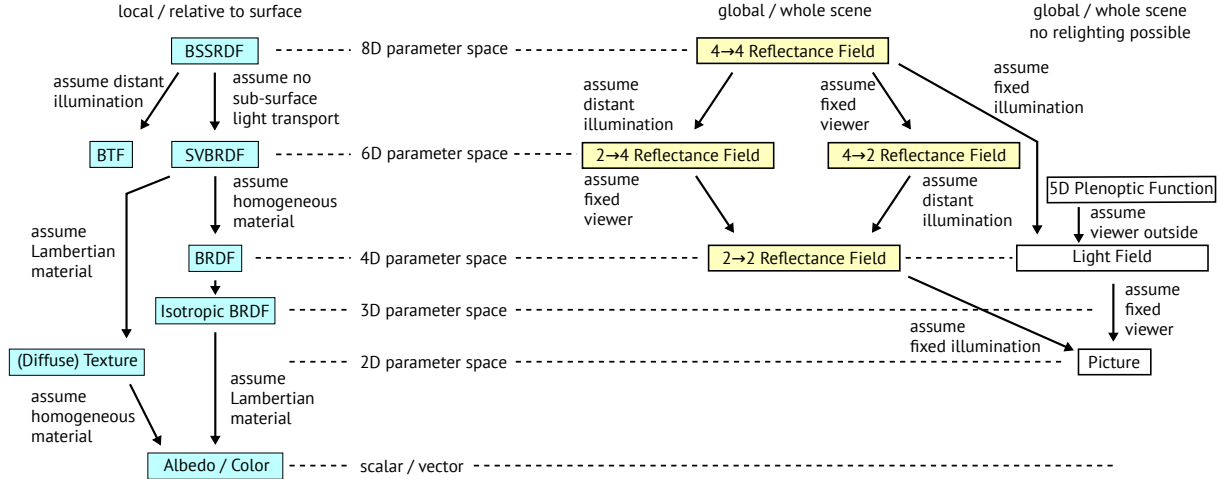 local / relative to surface
global / whole scene
global / whole scene
no relighting possible
BSSRDF
8D parameter space
4→4 Reflectance Field
assume distant
illumination
assume no
sub-surface
light transport
assume
distant
illumination
assume
fixed
viewer
assume
fixed
illumination
BTF
SVBRDF
6D parameter space
2→4 Reflectance Field
4→2 Reflectance Field
assume
Lambertian
material
assume
homogeneous
material
assume
fixed
viewer
assume
distant
illumination
5D Plenoptic Function
assume
viewer outside
BRDF
4D parameter space
2→2 Reflectance Field
Light Field
Isotropic BRDF
3D parameter space
assume
fixed illumination
assume
fixed
viewer
(Diffuse) Texture
2D parameter space
Picture
assume
homogeneous
material
assume
Lambertian
material
Albedo / Color
scalar / vector